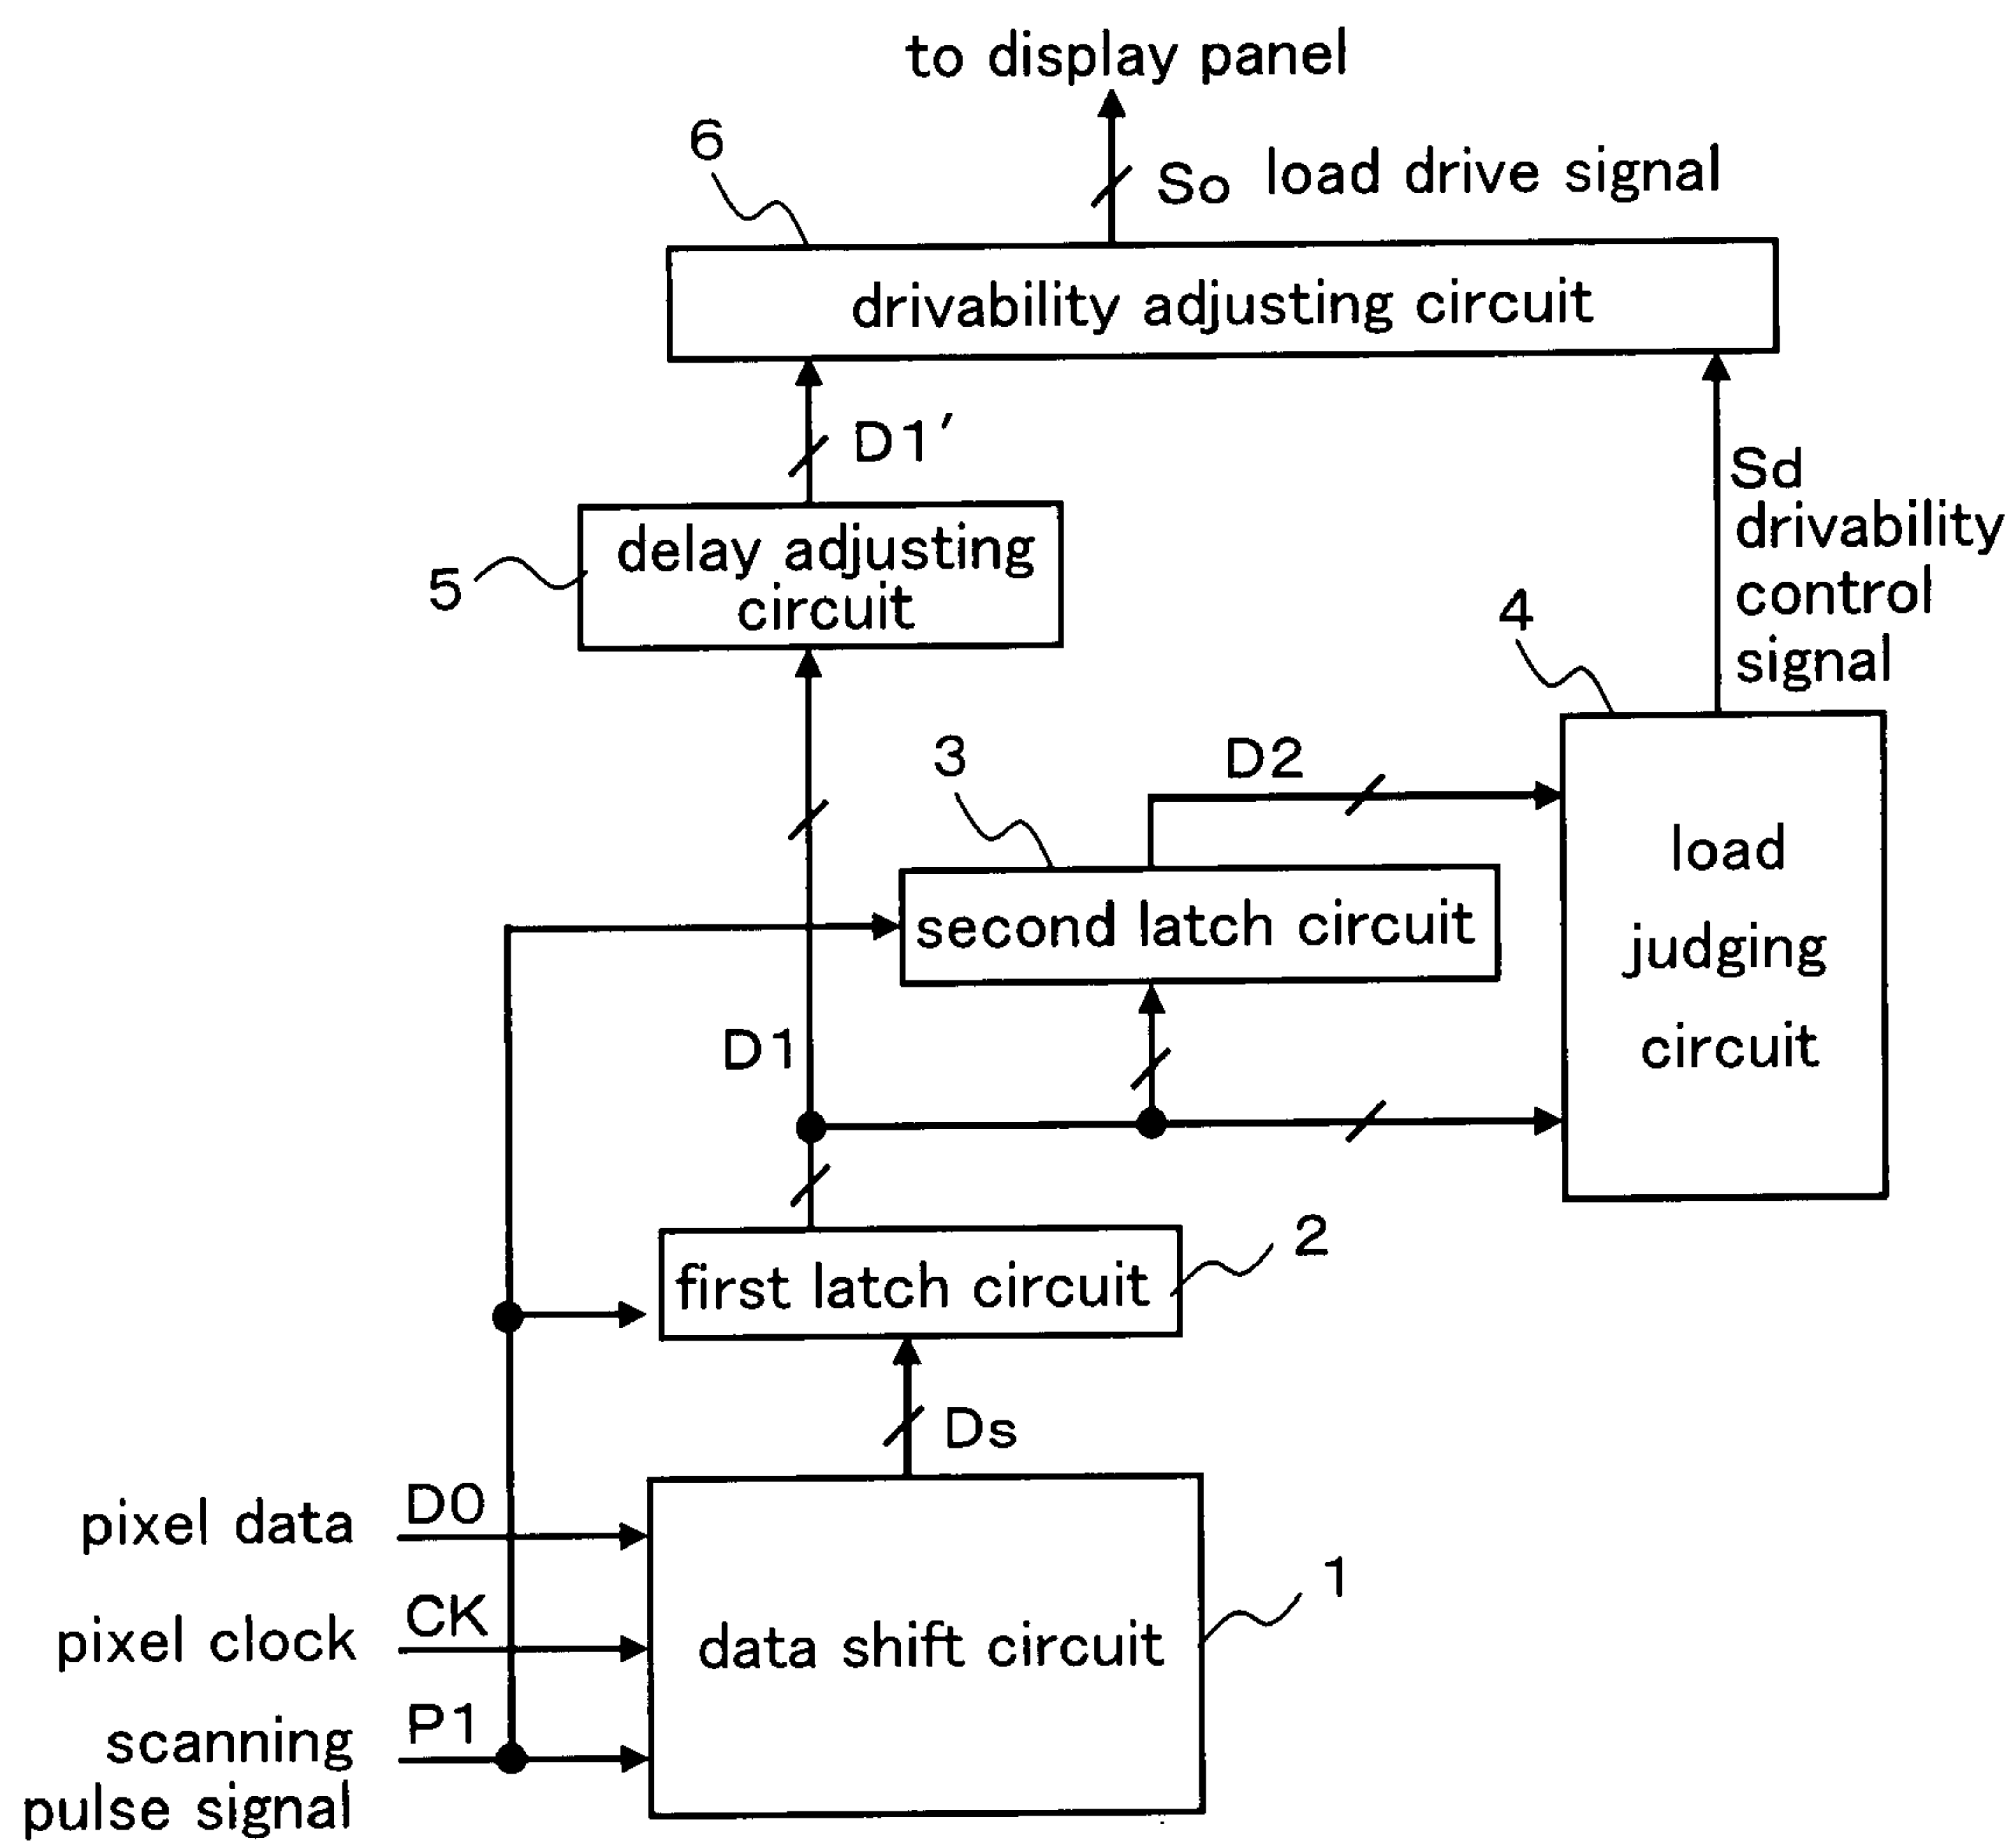 to display panel
6
So load drive signal
drivability adjusting circuit
D1′
Sd
drivability
control
signal
delay adjusting
circuit
5
4
3
D2
load
judging
circuit
second latch circuit
D1
2
first latch circuit
Ds
pixel data
D0
pixel clock
CK
data shift circuit
1
scanning
pulse signal
P1